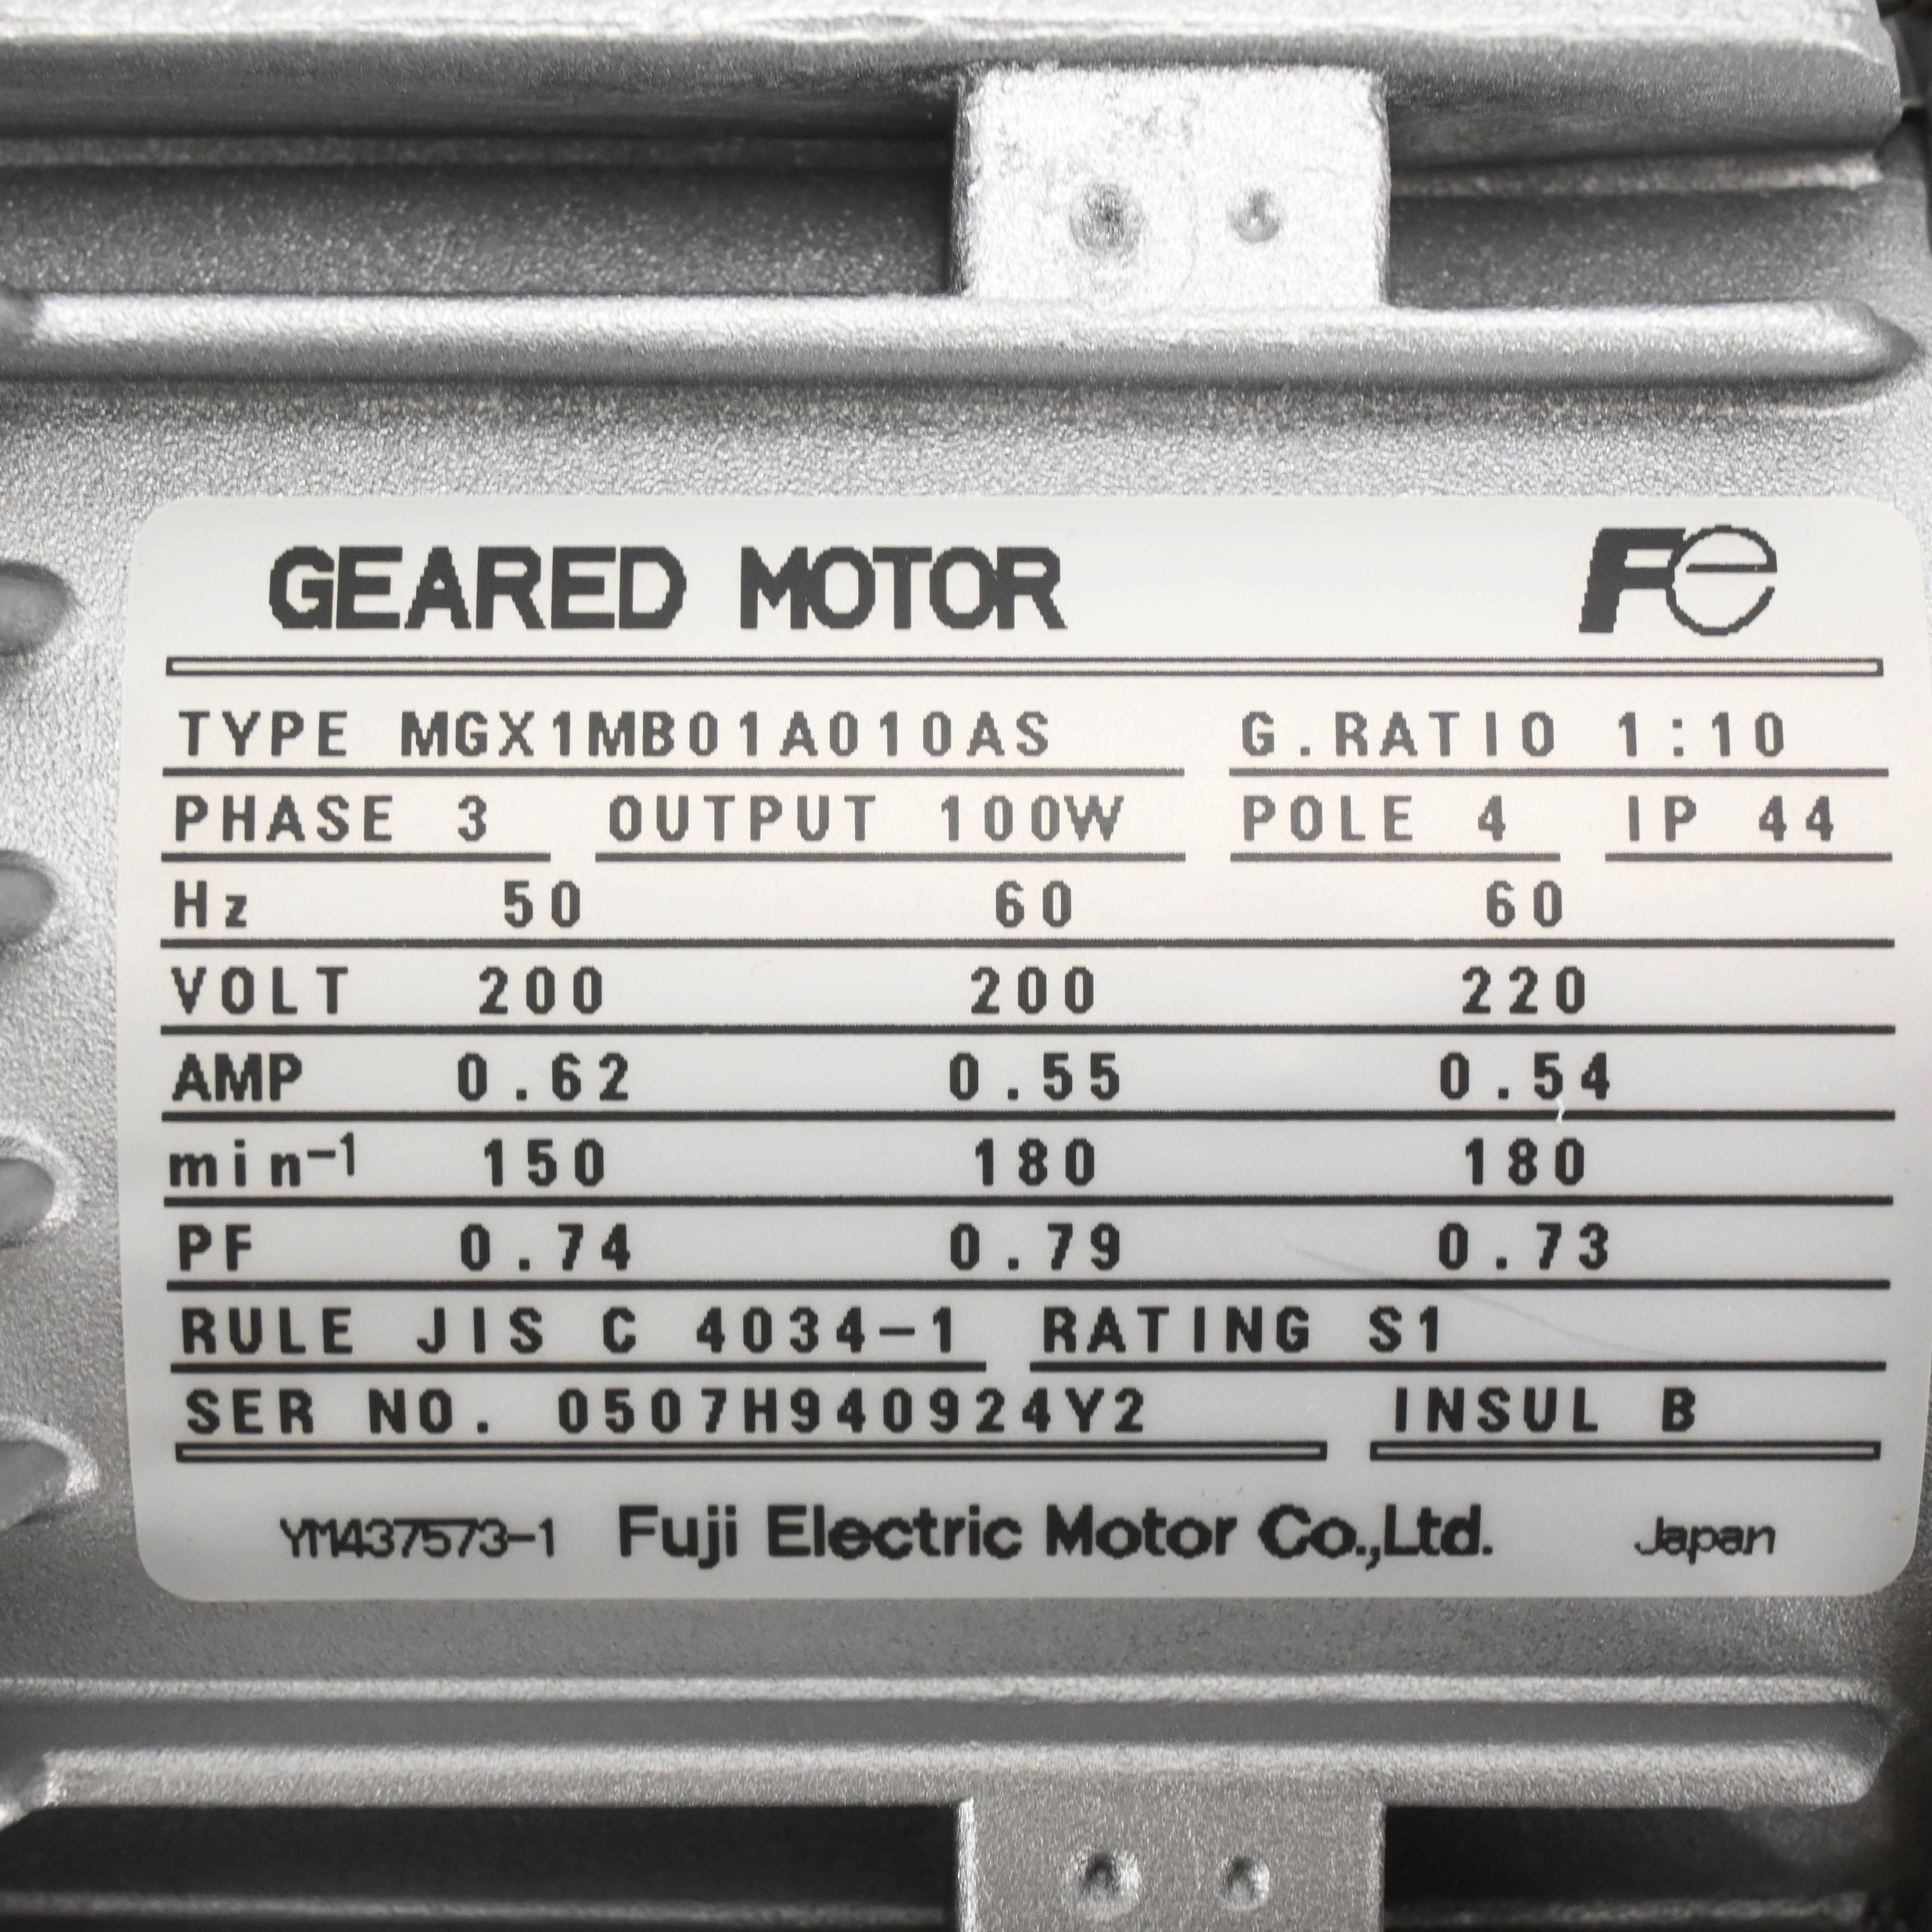 GEARED MOTOR Fe
TYPE MGX1MB01A010AS G.RATIO 1:10
PHASE 3 OUTPUT 100W POLE 4 IP 44
Hz 50 60 60
VOLT 200 200 220
AMP 0.62 0.55 0.54
min⁻¹ 150 180 180
PF 0.74 0.79 0.73
RULE JIS C 4034-1 RATING S1
SER NO. 0507H940924Y2 INSUL B
YM437573-1 Fuji Electric Motor Co.,Ltd. Japan